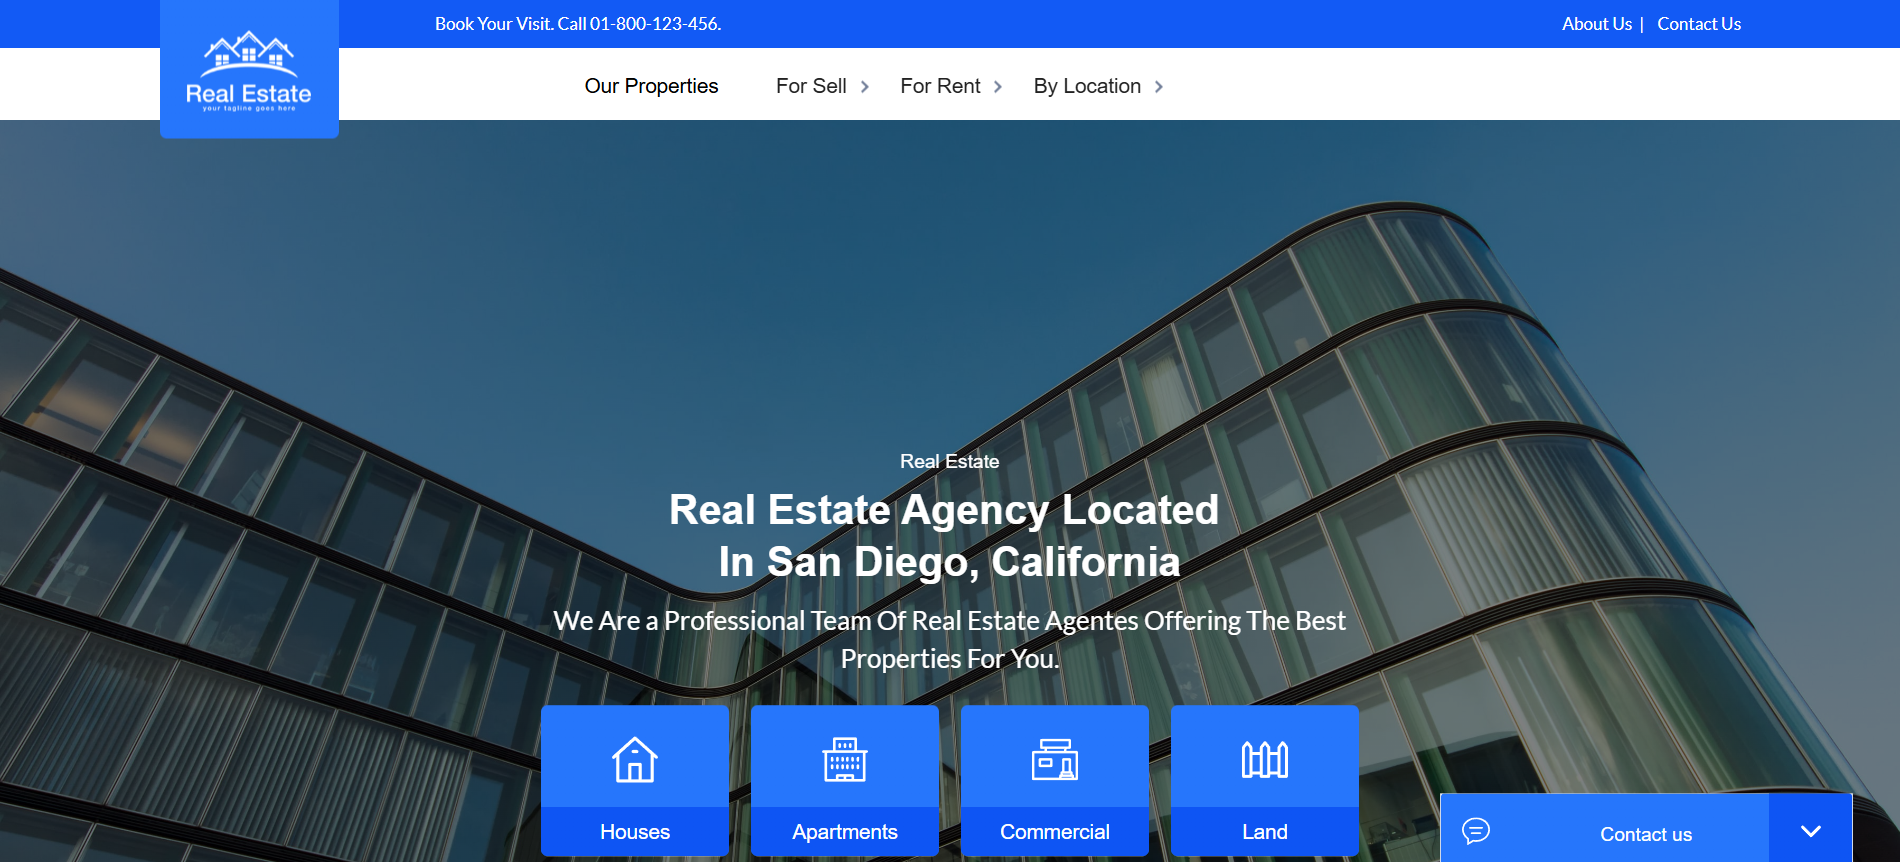 Book Your Visit. Call 01-800-123-456.
About Us | Contact Us
Real Estate
your tagline goes here
Our Properties
For Sell
For Rent
By Location
Real Estate
Real Estate Agency Located
In San Diego, California
We Are a Professional Team Of Real Estate Agentes Offering The Best
Properties For You.
Houses
Apartments
Commercial
Land
Contact us